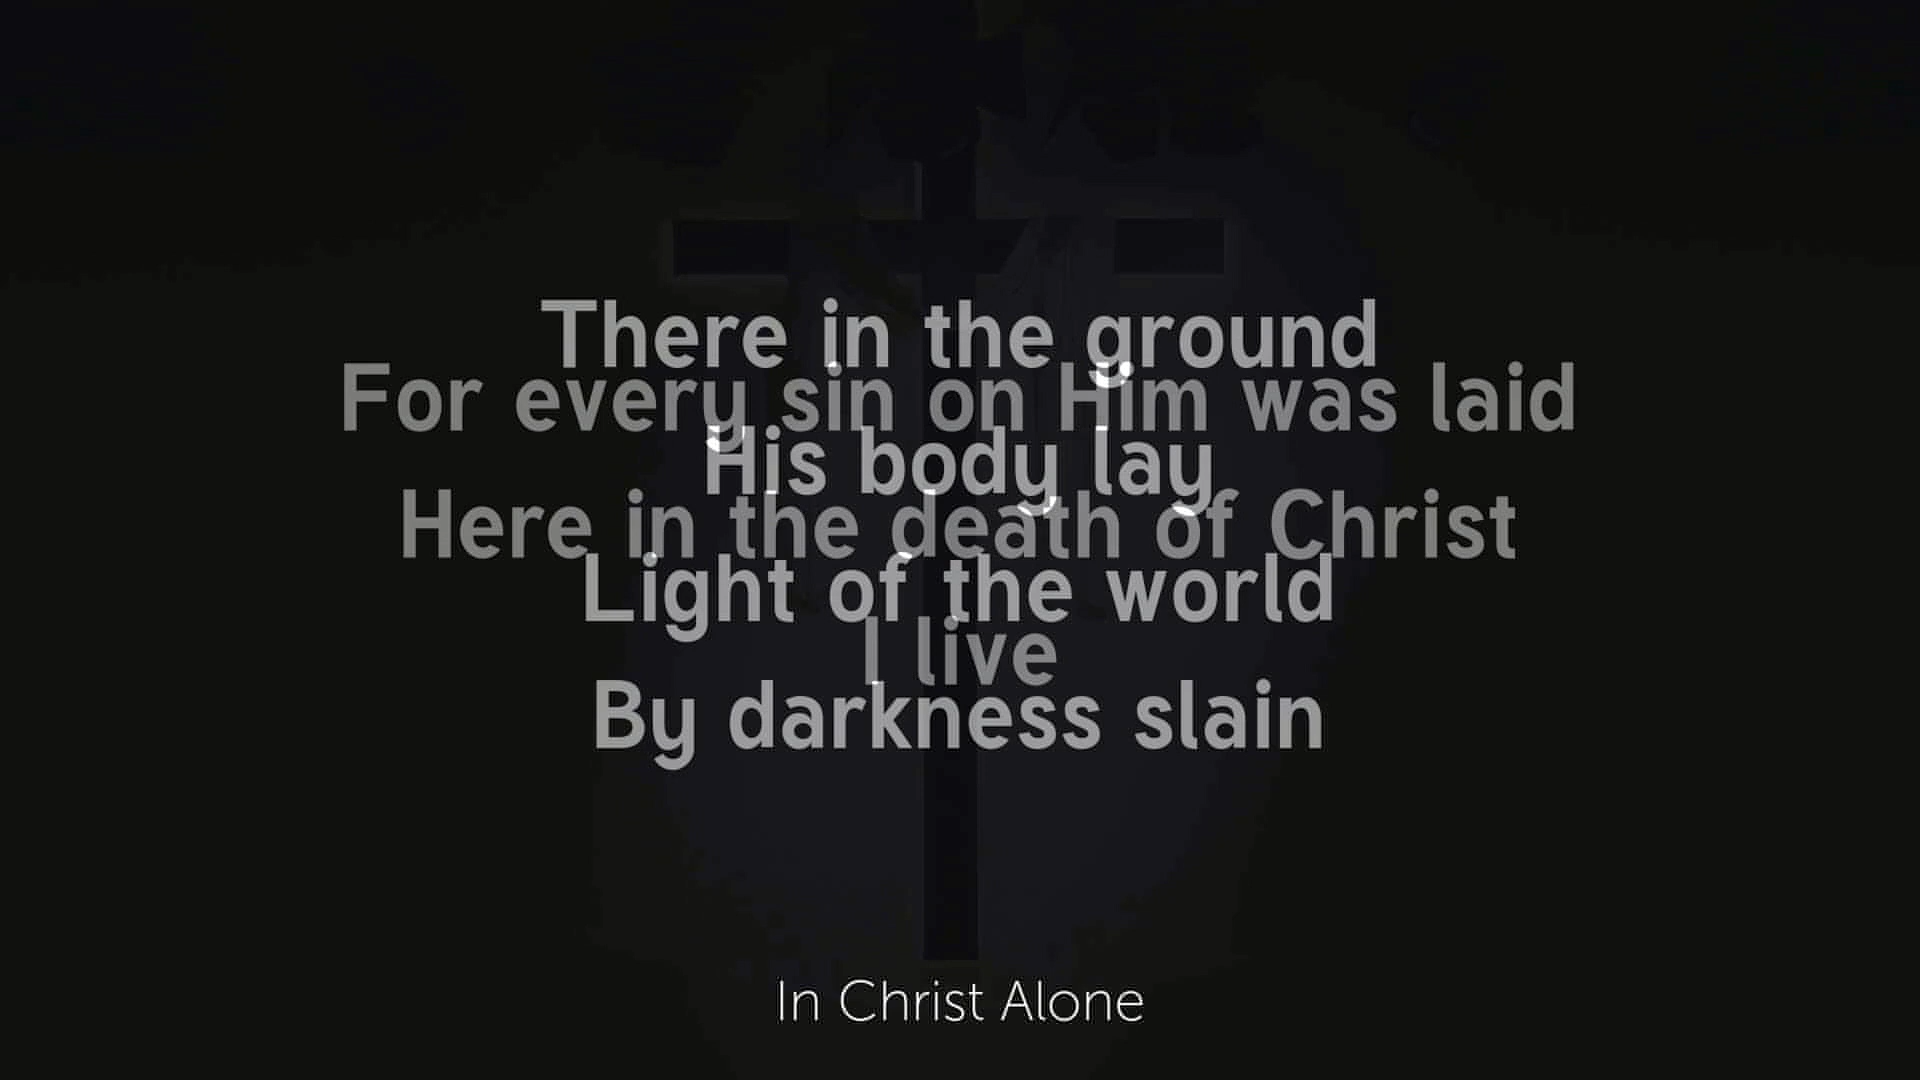 There in the ground
For every sin on Him was laid
His body lay
Here in the death of Christ
Light of the world
I live
By darkness slain
In Christ Alone